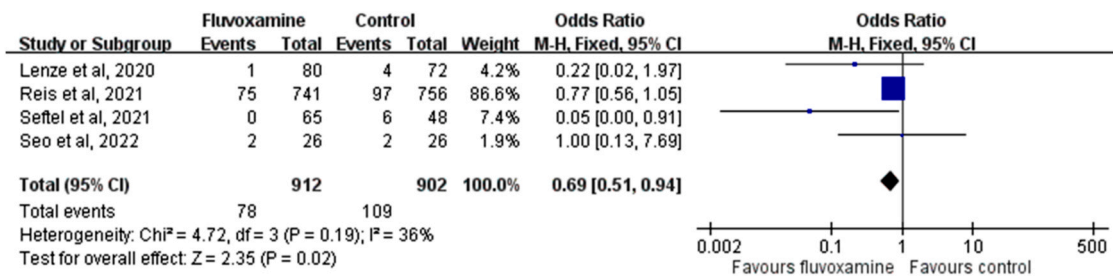 Fluvoxamine Control Odds Ratio Odds Ratio
Study or Subgroup Events Total Events Total Weight M-H, Fixed, 95% CI M-H, Fixed, 95% CI
Lenze et al, 2020 1 80 4 72 4.2% 0.22 [0.02, 1.97]
Reis et al, 2021 75 741 97 756 86.6% 0.77 [0.56, 1.05]
Seftel et al, 2021 0 65 6 48 7.4% 0.05 [0.00, 0.91]
Seo et al, 2022 2 26 2 26 1.9% 1.00 [0.13, 7.69]
Total (95% CI) 912 902 100.0% 0.69 [0.51, 0.94]
Total events 78 109
Heterogeneity: Chi² = 4.72, df = 3 (P = 0.19); I² = 36%
Test for overall effect: Z = 2.35 (P = 0.02)
0.002 0.1 1 10 500
Favours fluvoxamine Favours control